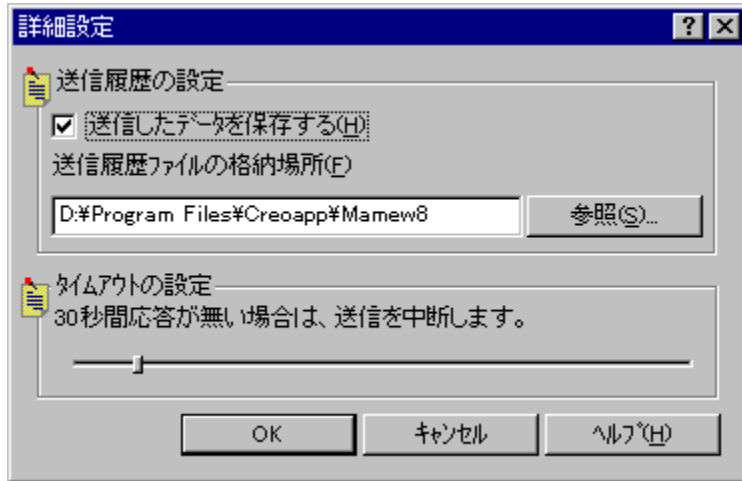 詳細設定
送信履歴の設定
送信したﾃﾞｰﾀを保存する(H)
送信履歴ﾌｧｲﾙの格納場所(F)
D:¥Program Files¥Creoapp¥Mamew8
参照(S)...
ﾀｲﾑｱｳﾄの設定
30秒間応答が無い場合は、送信を中断します。
OK
ｷｬﾝｾﾙ
ﾍﾙﾌﾟ(H)